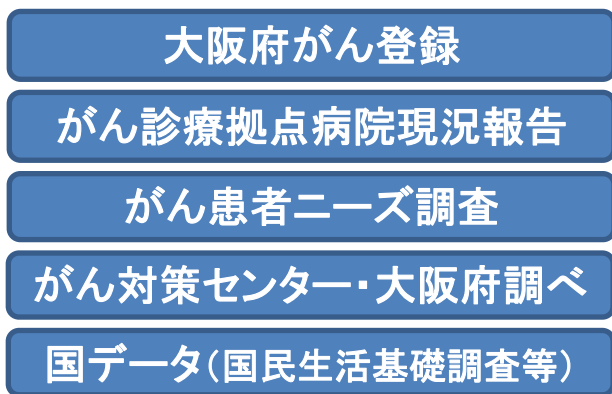 大阪府がん登録
がん診療拠点病院現況報告
がん患者ニーズ調査
がん対策センター・大阪府調べ
国データ（国民生活基礎調査等）